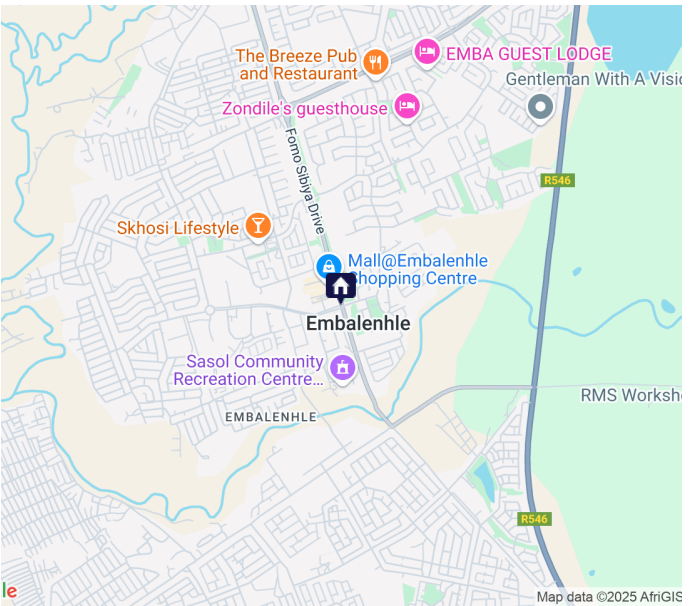 The Breeze Pub
and Restaurant
EMBA GUEST LODGE
Gentleman With A Visio
Zondile's guesthouse
Fomo Sibiya Drive
R546
Skhosi Lifestyle
Mall@Embalenhle
Shopping Centre
Embalenhle
Sasol Community
Recreation Centre...
RMS Worksho
EMBALENHLE
R546
le
Map data ©2025 AfriGIS